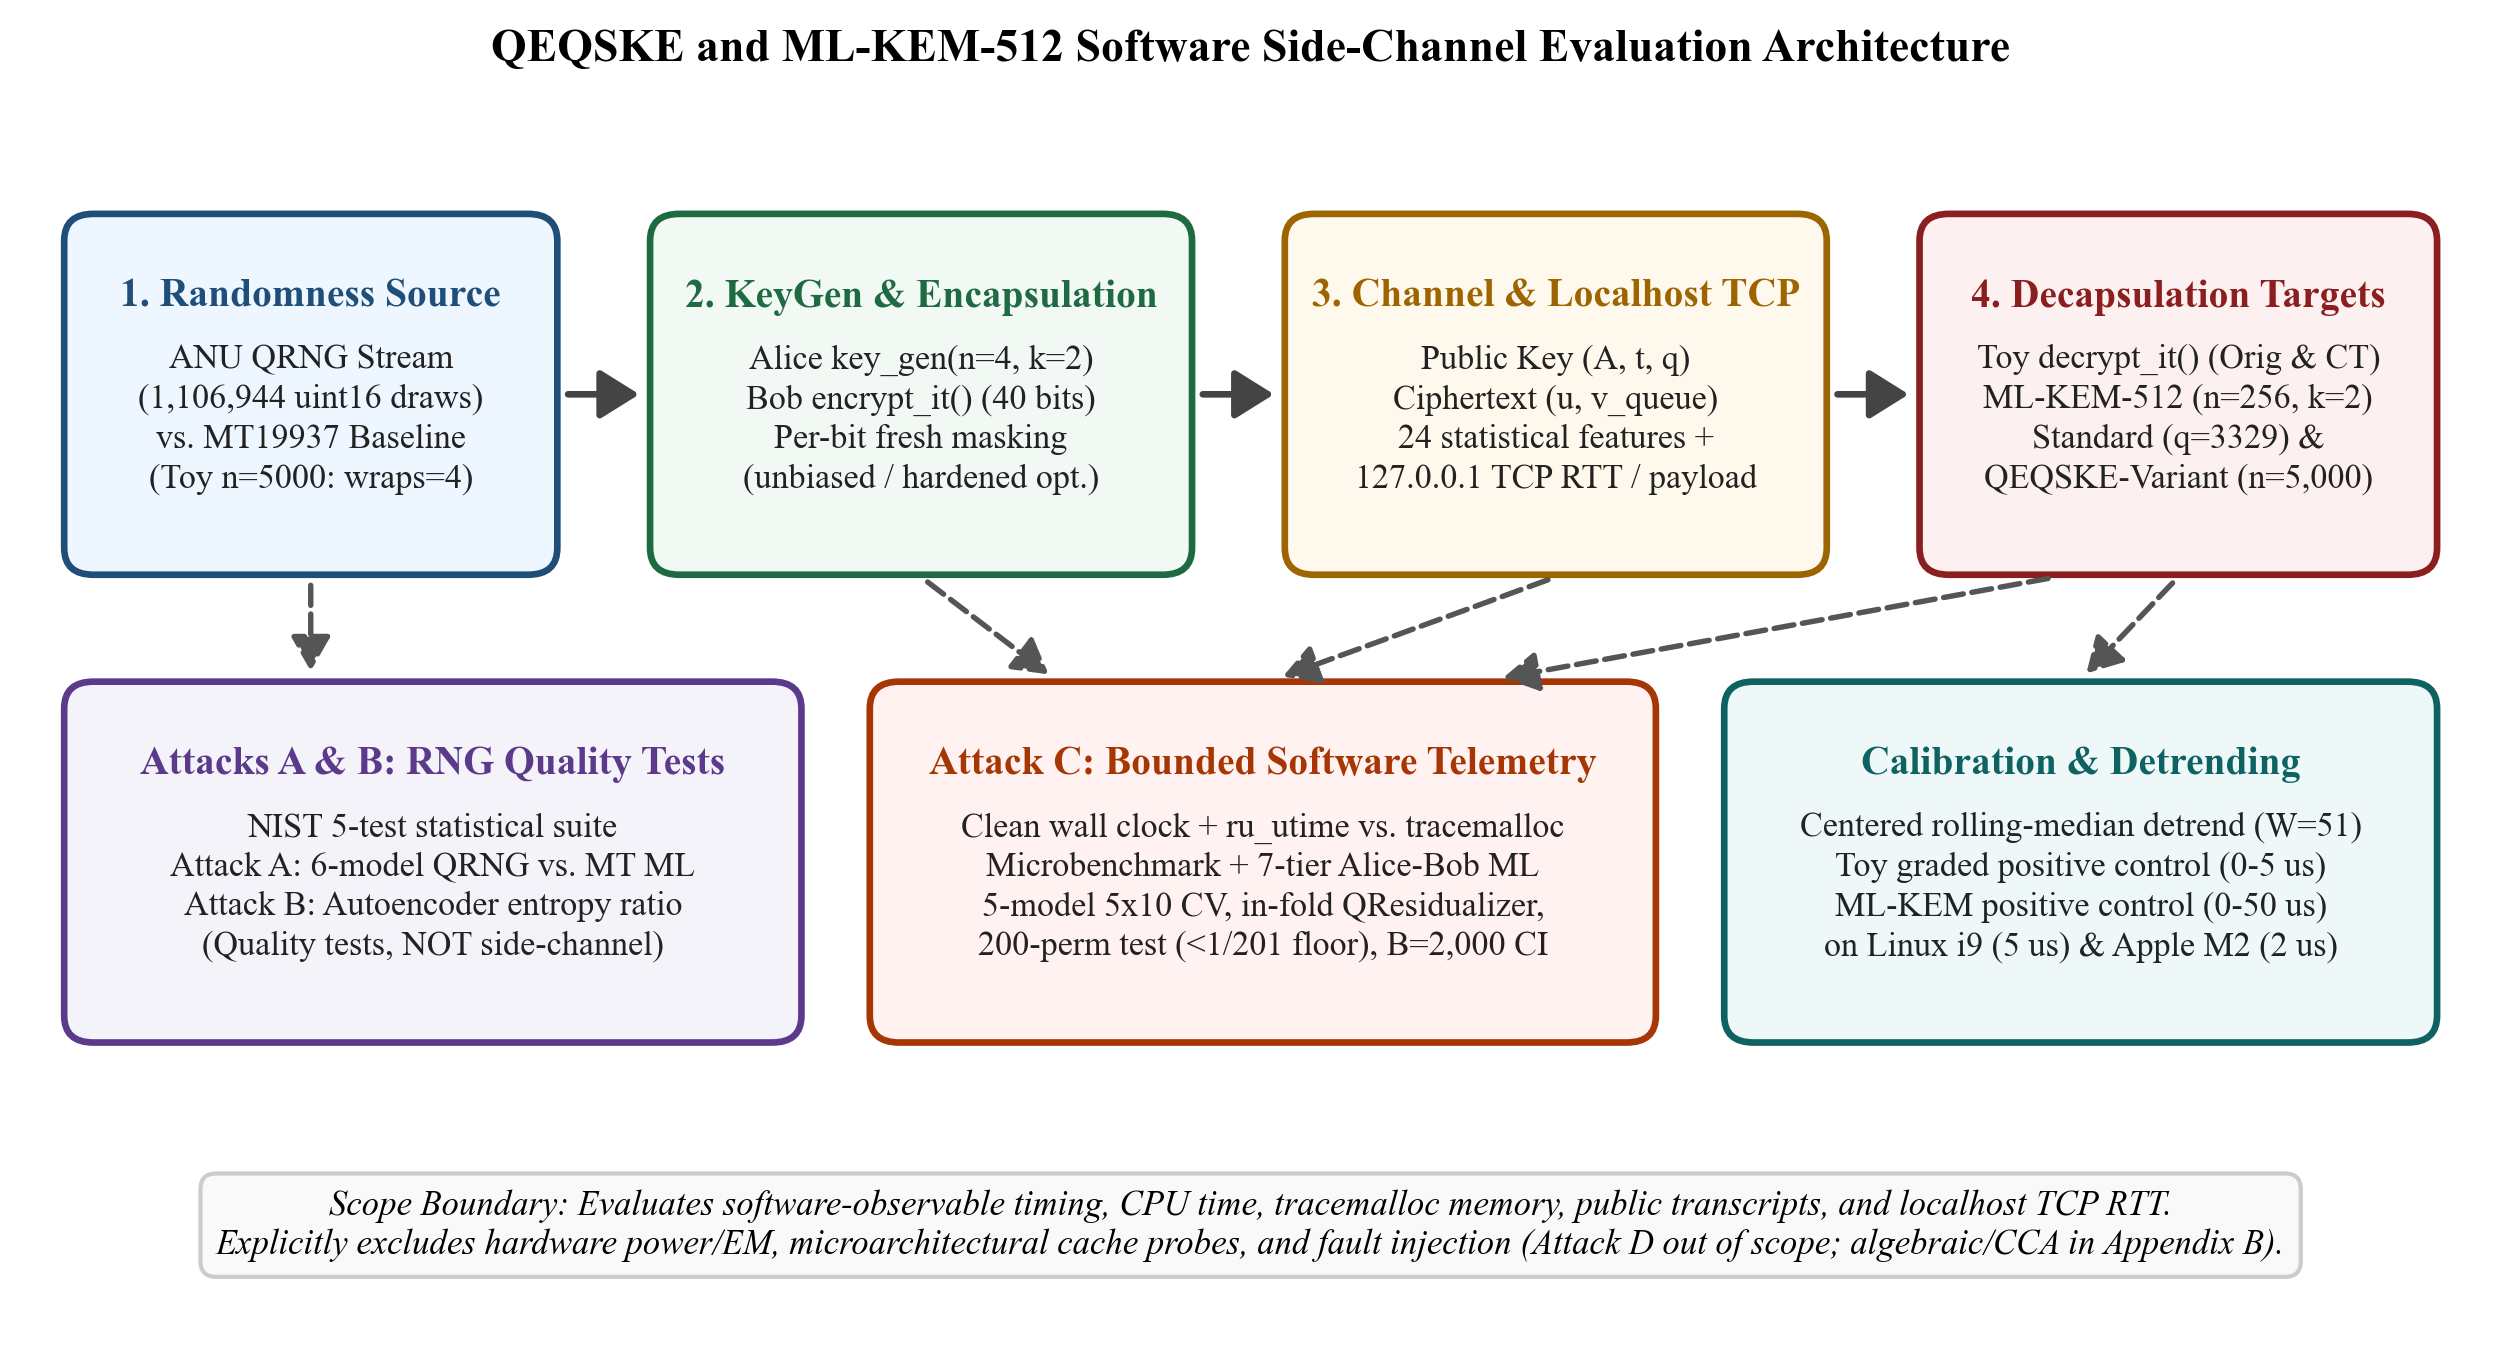 QEQSKE and ML-KEM-512 Software Side-Channel Evaluation Architecture
1. Randomness Source
ANU QRNG Stream
(1,106,944 uint16 draws)
vs. MT19937 Baseline
(Toy n=5000: wraps=4)
2. KeyGen & Encapsulation
Alice key_gen(n=4, k=2)
Bob encrypt_it() (40 bits)
Per-bit fresh masking
(unbiased / hardened opt.)
3. Channel & Localhost TCP
Public Key (A, t, q)
Ciphertext (u, v_queue)
24 statistical features +
127.0.0.1 TCP RTT / payload
4. Decapsulation Targets
Toy decrypt_it() (Orig & CT)
ML-KEM-512 (n=256, k=2)
Standard (q=3329) &
QEQSKE-Variant (n=5,000)
Attacks A & B: RNG Quality Tests
NIST 5-test statistical suite
Attack A: 6-model QRNG vs. MT ML
Attack B: Autoencoder entropy ratio
(Quality tests, NOT side-channel)
Attack C: Bounded Software Telemetry
Clean wall clock + ru_utime vs. tracemalloc
Microbenchmark + 7-tier Alice-Bob ML
5-model 5x10 CV, in-fold QResidualizer,
200-perm test (<1/201 floor), B=2,000 CI
Calibration & Detrending
Centered rolling-median detrend (W=51)
Toy graded positive control (0-5 us)
ML-KEM positive control (0-50 us)
on Linux i9 (5 us) & Apple M2 (2 us)
Scope Boundary: Evaluates software-observable timing, CPU time, tracemalloc memory, public transcripts, and localhost TCP RTT.
Explicitly excludes hardware power/EM, microarchitectural cache probes, and fault injection (Attack D out of scope; algebraic/CCA in Appendix B).